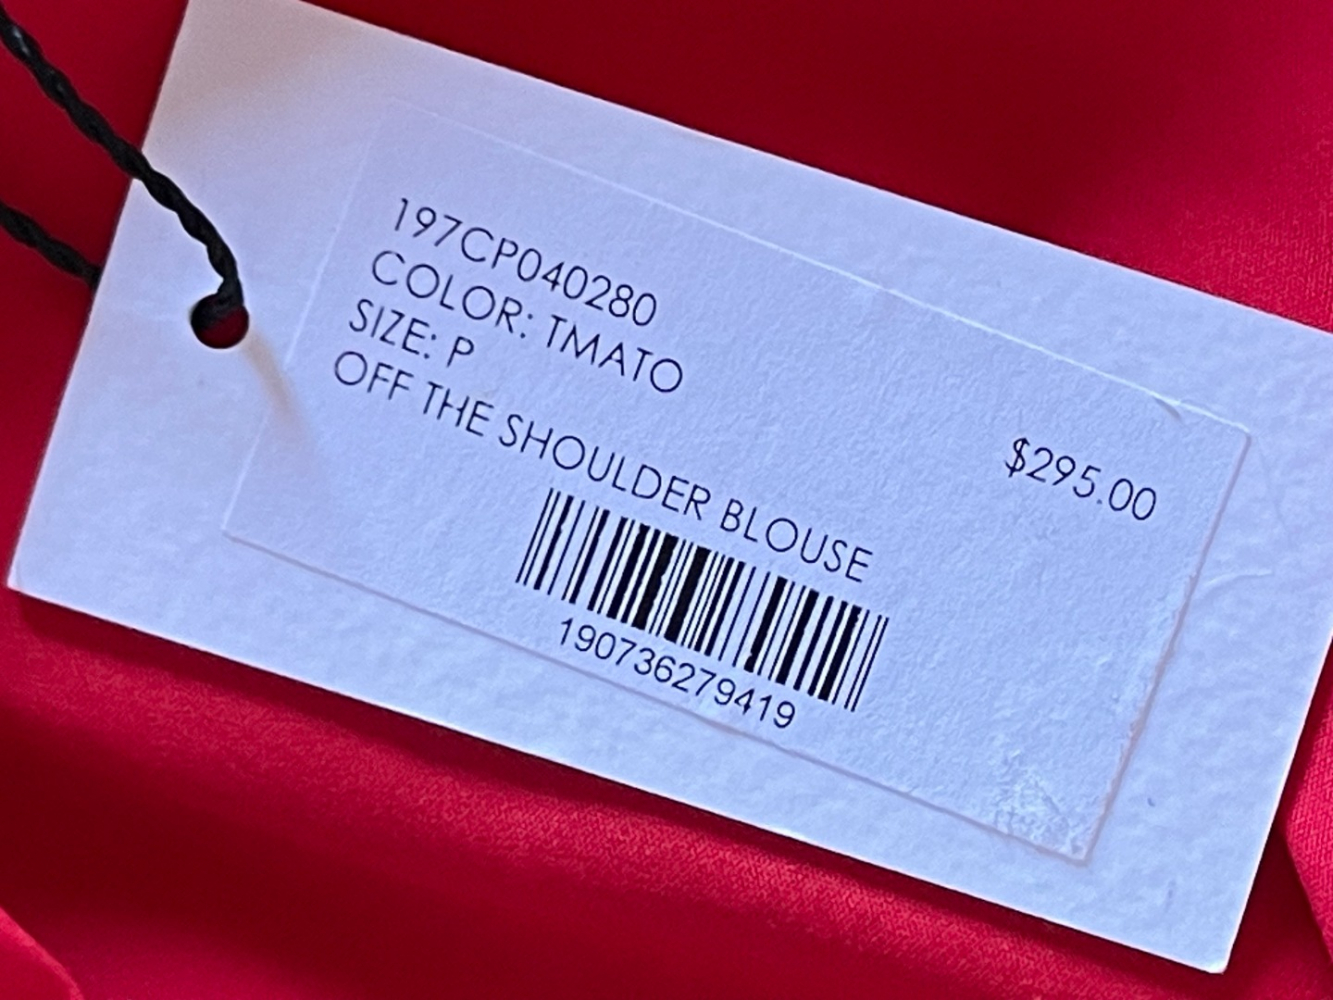 197CP040280
COLOR: TMATO
SIZE: P
OFF THE SHOULDER BLOUSE
$295.00
190736279419